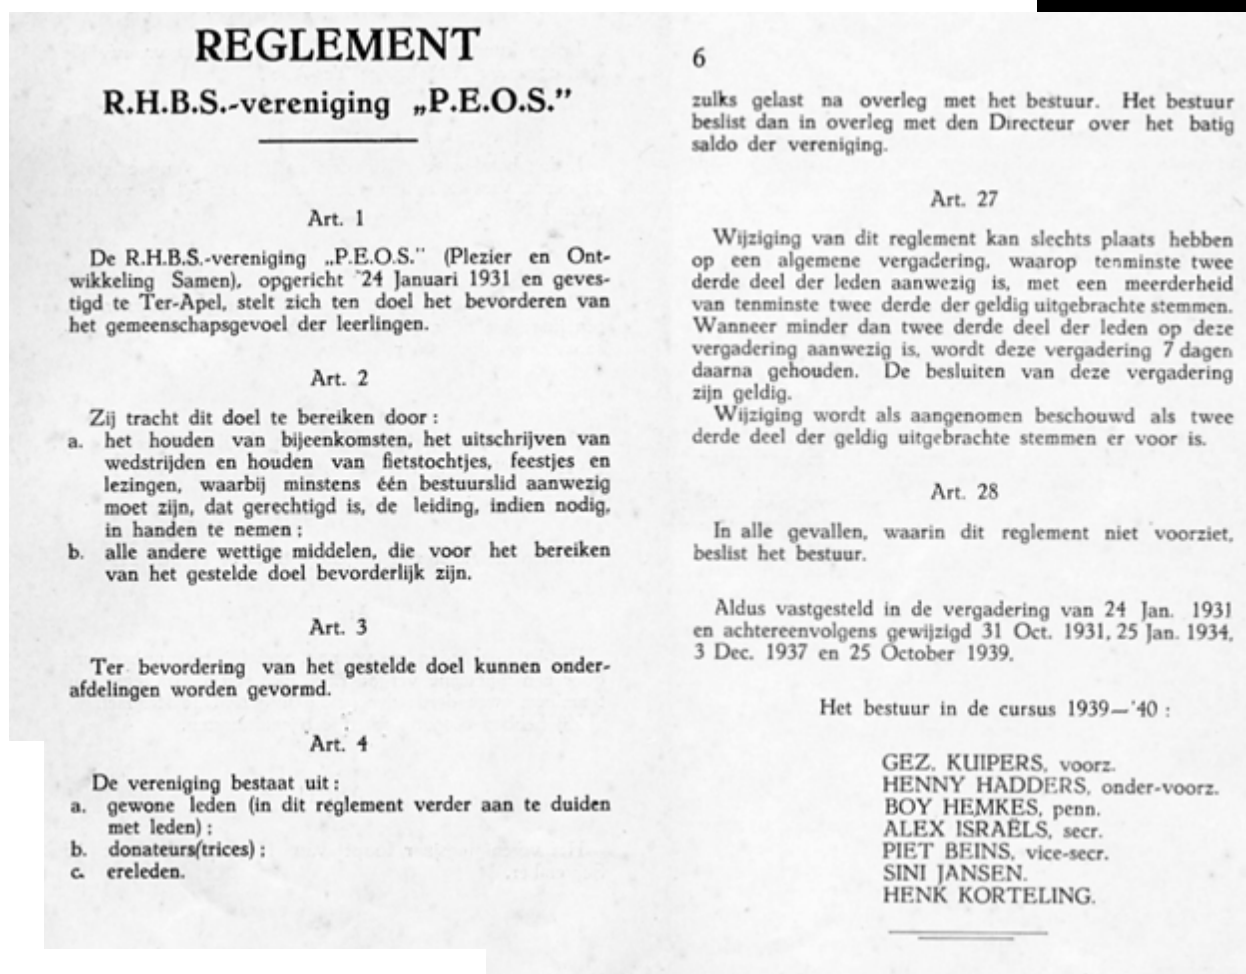 REGLEMENT
R.H.B.S.-vereniging „P.E.O.S.”
Art. 1
De R.H.B.S.-vereniging „P.E.O.S.” (Plezier en Ont-
wikkeling Samen), opgericht 24 Januari 1931 en geves-
tigd te Ter-Apel, stelt zich ten doel het bevorderen van
het gemeenschapsgevoel der leerlingen.
Art. 2
Zij tracht dit doel te bereiken door :
a. het houden van bijeenkomsten, het uitschrijven van
wedstrijden en houden van fietstochtjes, feestjes en
lezingen, waarbij minstens één bestuurslid aanwezig
moet zijn, dat gerechtigd is, de leiding, indien nodig,
in handen te nemen ;
b. alle andere wettige middelen, die voor het bereiken
van het gestelde doel bevorderlijk zijn.
Art. 3
Ter bevordering van het gestelde doel kunnen onder-
afdelingen worden gevormd.
Art. 4
De vereniging bestaat uit :
a. gewone leden (in dit reglement verder aan te duiden
met leden) ;
b. donateurs(trices) ;
c. ereleden.
6
zulks gelast na overleg met het bestuur. Het bestuur
beslist dan in overleg met den Directeur over het batig
saldo der vereniging.
Art. 27
Wijziging van dit reglement kan slechts plaats hebben
op een algemene vergadering, waarop tenminste twee
derde deel der leden aanwezig is, met een meerderheid
van tenminste twee derde der geldig uitgebrachte stemmen.
Wanneer minder dan twee derde deel der leden op deze
vergadering aanwezig is, wordt deze vergadering 7 dagen
daarna gehouden. De besluiten van deze vergadering
zijn geldig.
Wijziging wordt als aangenomen beschouwd als twee
derde deel der geldig uitgebrachte stemmen er voor is.
Art. 28
In alle gevallen, waarin dit reglement niet voorziet,
beslist het bestuur.
Aldus vastgesteld in de vergadering van 24 Jan. 1931
en achtereenvolgens gewijzigd 31 Oct. 1931, 25 Jan. 1934,
3 Dec. 1937 en 25 October 1939.
Het bestuur in de cursus 1939—'40 :
GEZ. KUIPERS, voorz.
HENNY HADDERS, onder-voorz.
BOY HEMKES, penn.
ALEX ISRAËLS, secr.
PIET BEINS, vice-secr.
SINI JANSEN.
HENK KORTELING.